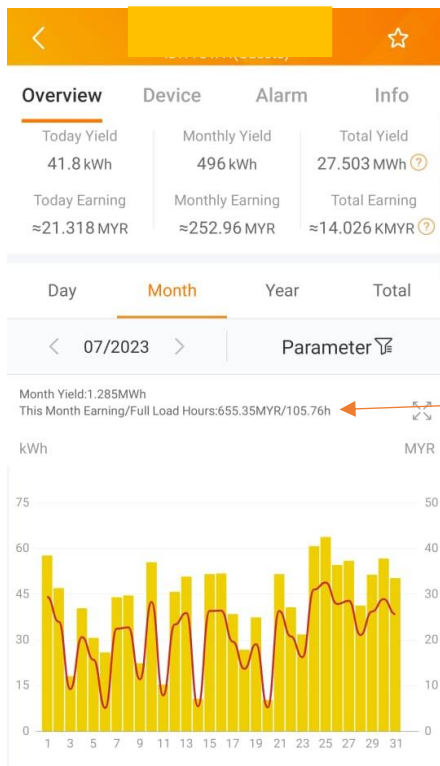 Overview Device Alarm Info
Today Yield Monthly Yield Total Yield
41.8 kWh 496 kWh 27.503 MWh ?
Today Earning Monthly Earning Total Earning
≈21.318 MYR ≈252.96 MYR ≈14.026 KMYR ?
Day Month Year Total
07/2023 Parameter
Month Yield:1.285MWh
This Month Earning/Full Load Hours:655.35MYR/105.76h
kWh MYR
75 50
60 40
45 30
30 20
15 10
0 0
1 3 5 7 9 11 13 15 17 19 21 23 25 27 29 31